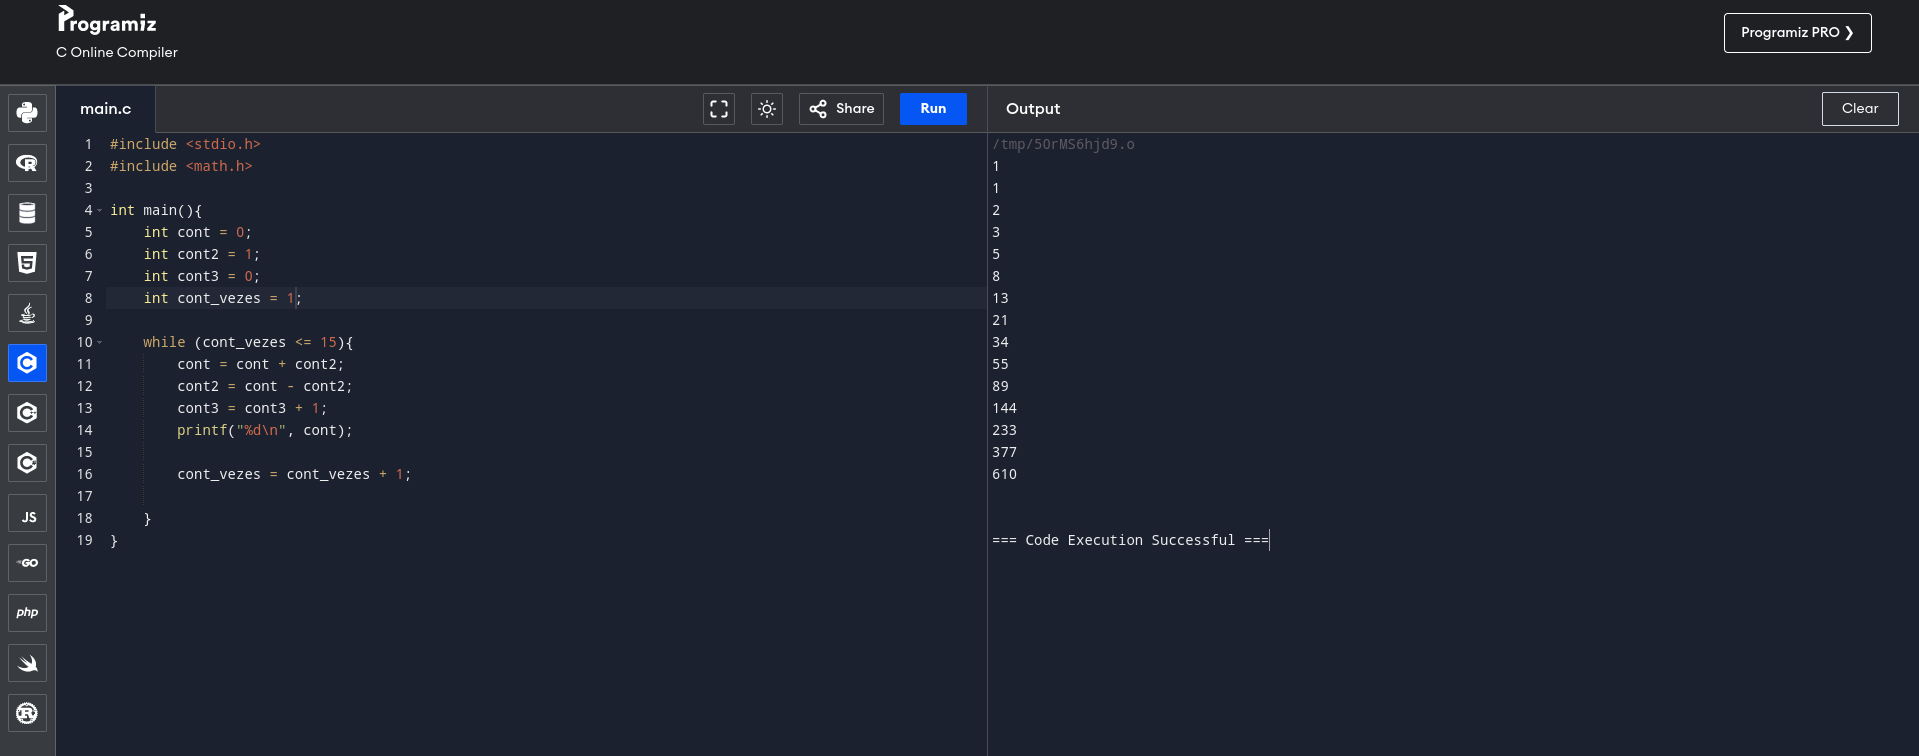 Programiz
C Online Compiler
Programiz PRO ❯
main.c
Share
Run
Output
Clear
JS
GO
php
1 #include <stdio.h>
2 #include <math.h>
3
4 int main(){
5     int cont = 0;
6     int cont2 = 1;
7     int cont3 = 0;
8     int cont_vezes = 1;
9
10     while (cont_vezes <= 15){
11         cont = cont + cont2;
12         cont2 = cont - cont2;
13         cont3 = cont3 + 1;
14         printf("%d\n", cont);
15
16         cont_vezes = cont_vezes + 1;
17
18     }
19 }
/tmp/5OrMS6hjd9.o
1
1
2
3
5
8
13
21
34
55
89
144
233
377
610
=== Code Execution Successful ===